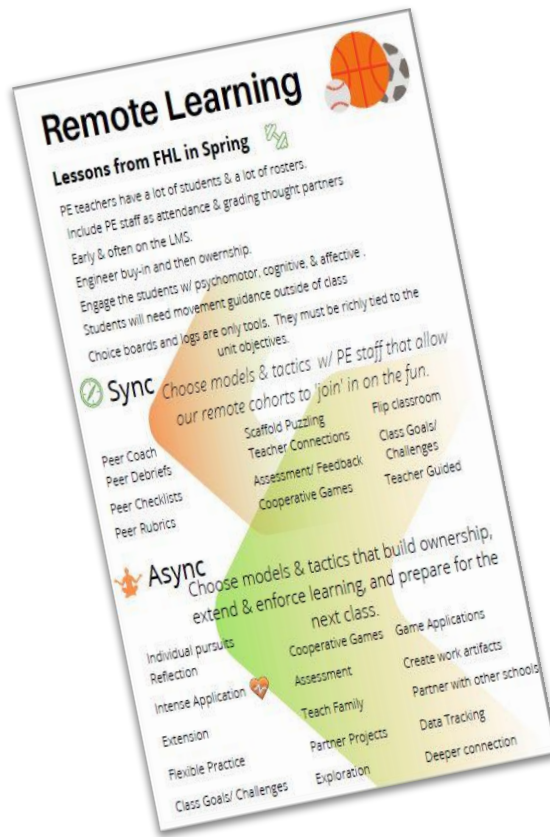 Remote Learning
Lessons from FHL in Spring
PE teachers have a lot of students & a lot of rosters.
Include PE staff as attendance & grading thought partners
Early & often on the LMS.
Engineer buy-in and then ownership.
Engage the students w/ psychomotor, cognitive, & affective .
Students will need movement guidance outside of class
Choice boards and logs are only tools. They must be richly tied to the
unit objectives.
Sync
Choose models & tactics w/ PE staff that allow
our remote cohorts to 'join' in on the fun.
Peer Coach
Peer Debriefs
Peer Checklists
Peer Rubrics
Scaffold Puzzling
Teacher Connections
Assessment/ Feedback
Cooperative Games
Flip classroom
Class Goals/
Challenges
Teacher Guided
Async
Choose models & tactics that build ownership,
extend & enforce learning, and prepare for the
next class.
Individual pursuits
Reflection
Intense Application
Extension
Flexible Practice
Class Goals/ Challenges
Cooperative Games
Assessment
Teach Family
Partner Projects
Exploration
Game Applications
Create work artifacts
Partner with other schools
Data Tracking
Deeper connection